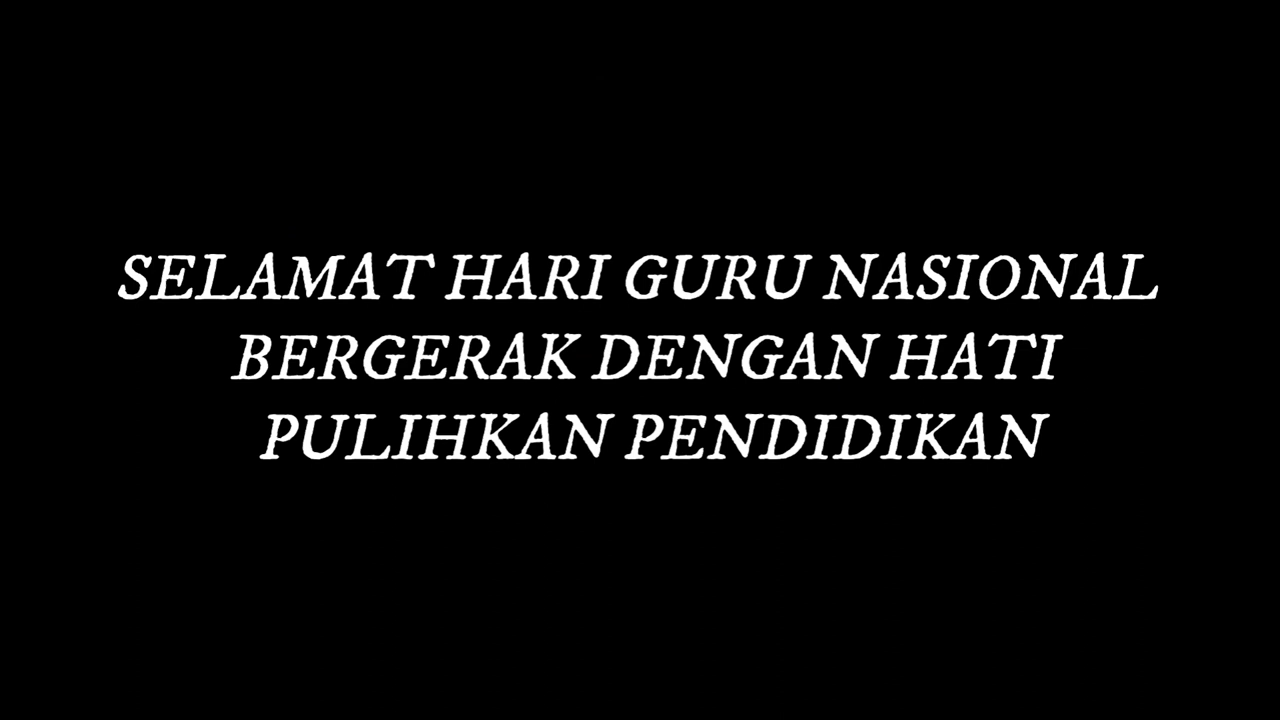 SELAMAT HARI GURU NASIONAL
BERGERAK DENGAN HATI
PULIHKAN PENDIDIKAN